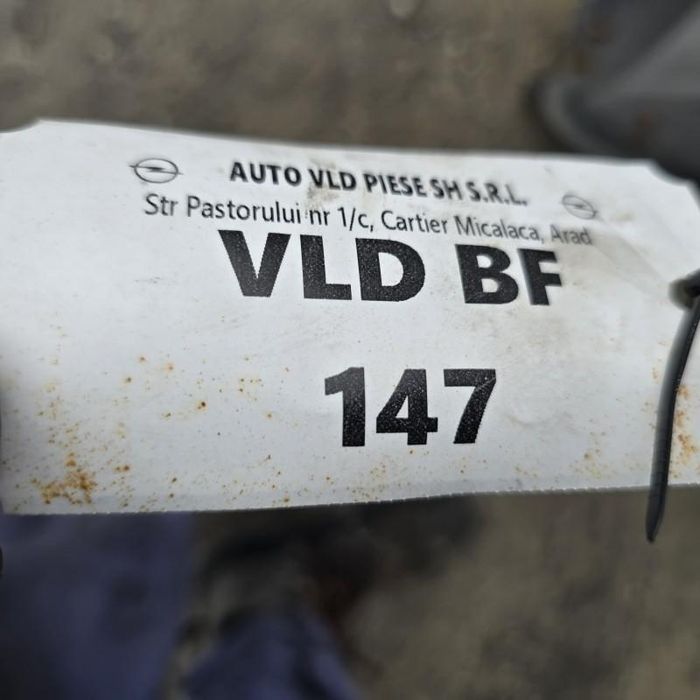 AUTO VLD PIESE SH S.R.L.
Str Pastorului nr 1/c, Cartier Micalaca, Arad
VLD BF
147